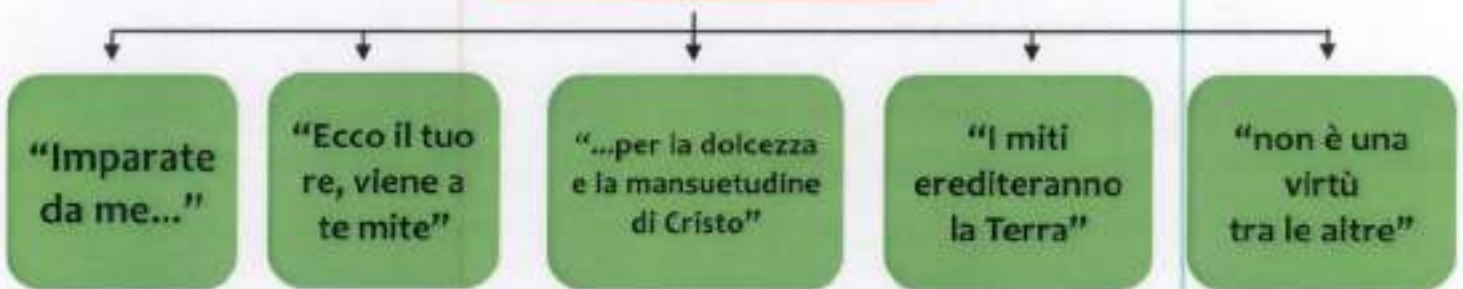 “Imparate
da me...”
“Ecco il tuo
re, viene a
te mite”
“...per la dolcezza
e la mansuetudine
di Cristo”
“I miti
erediteranno
la Terra”
“non è una
virtù
tra le altre”